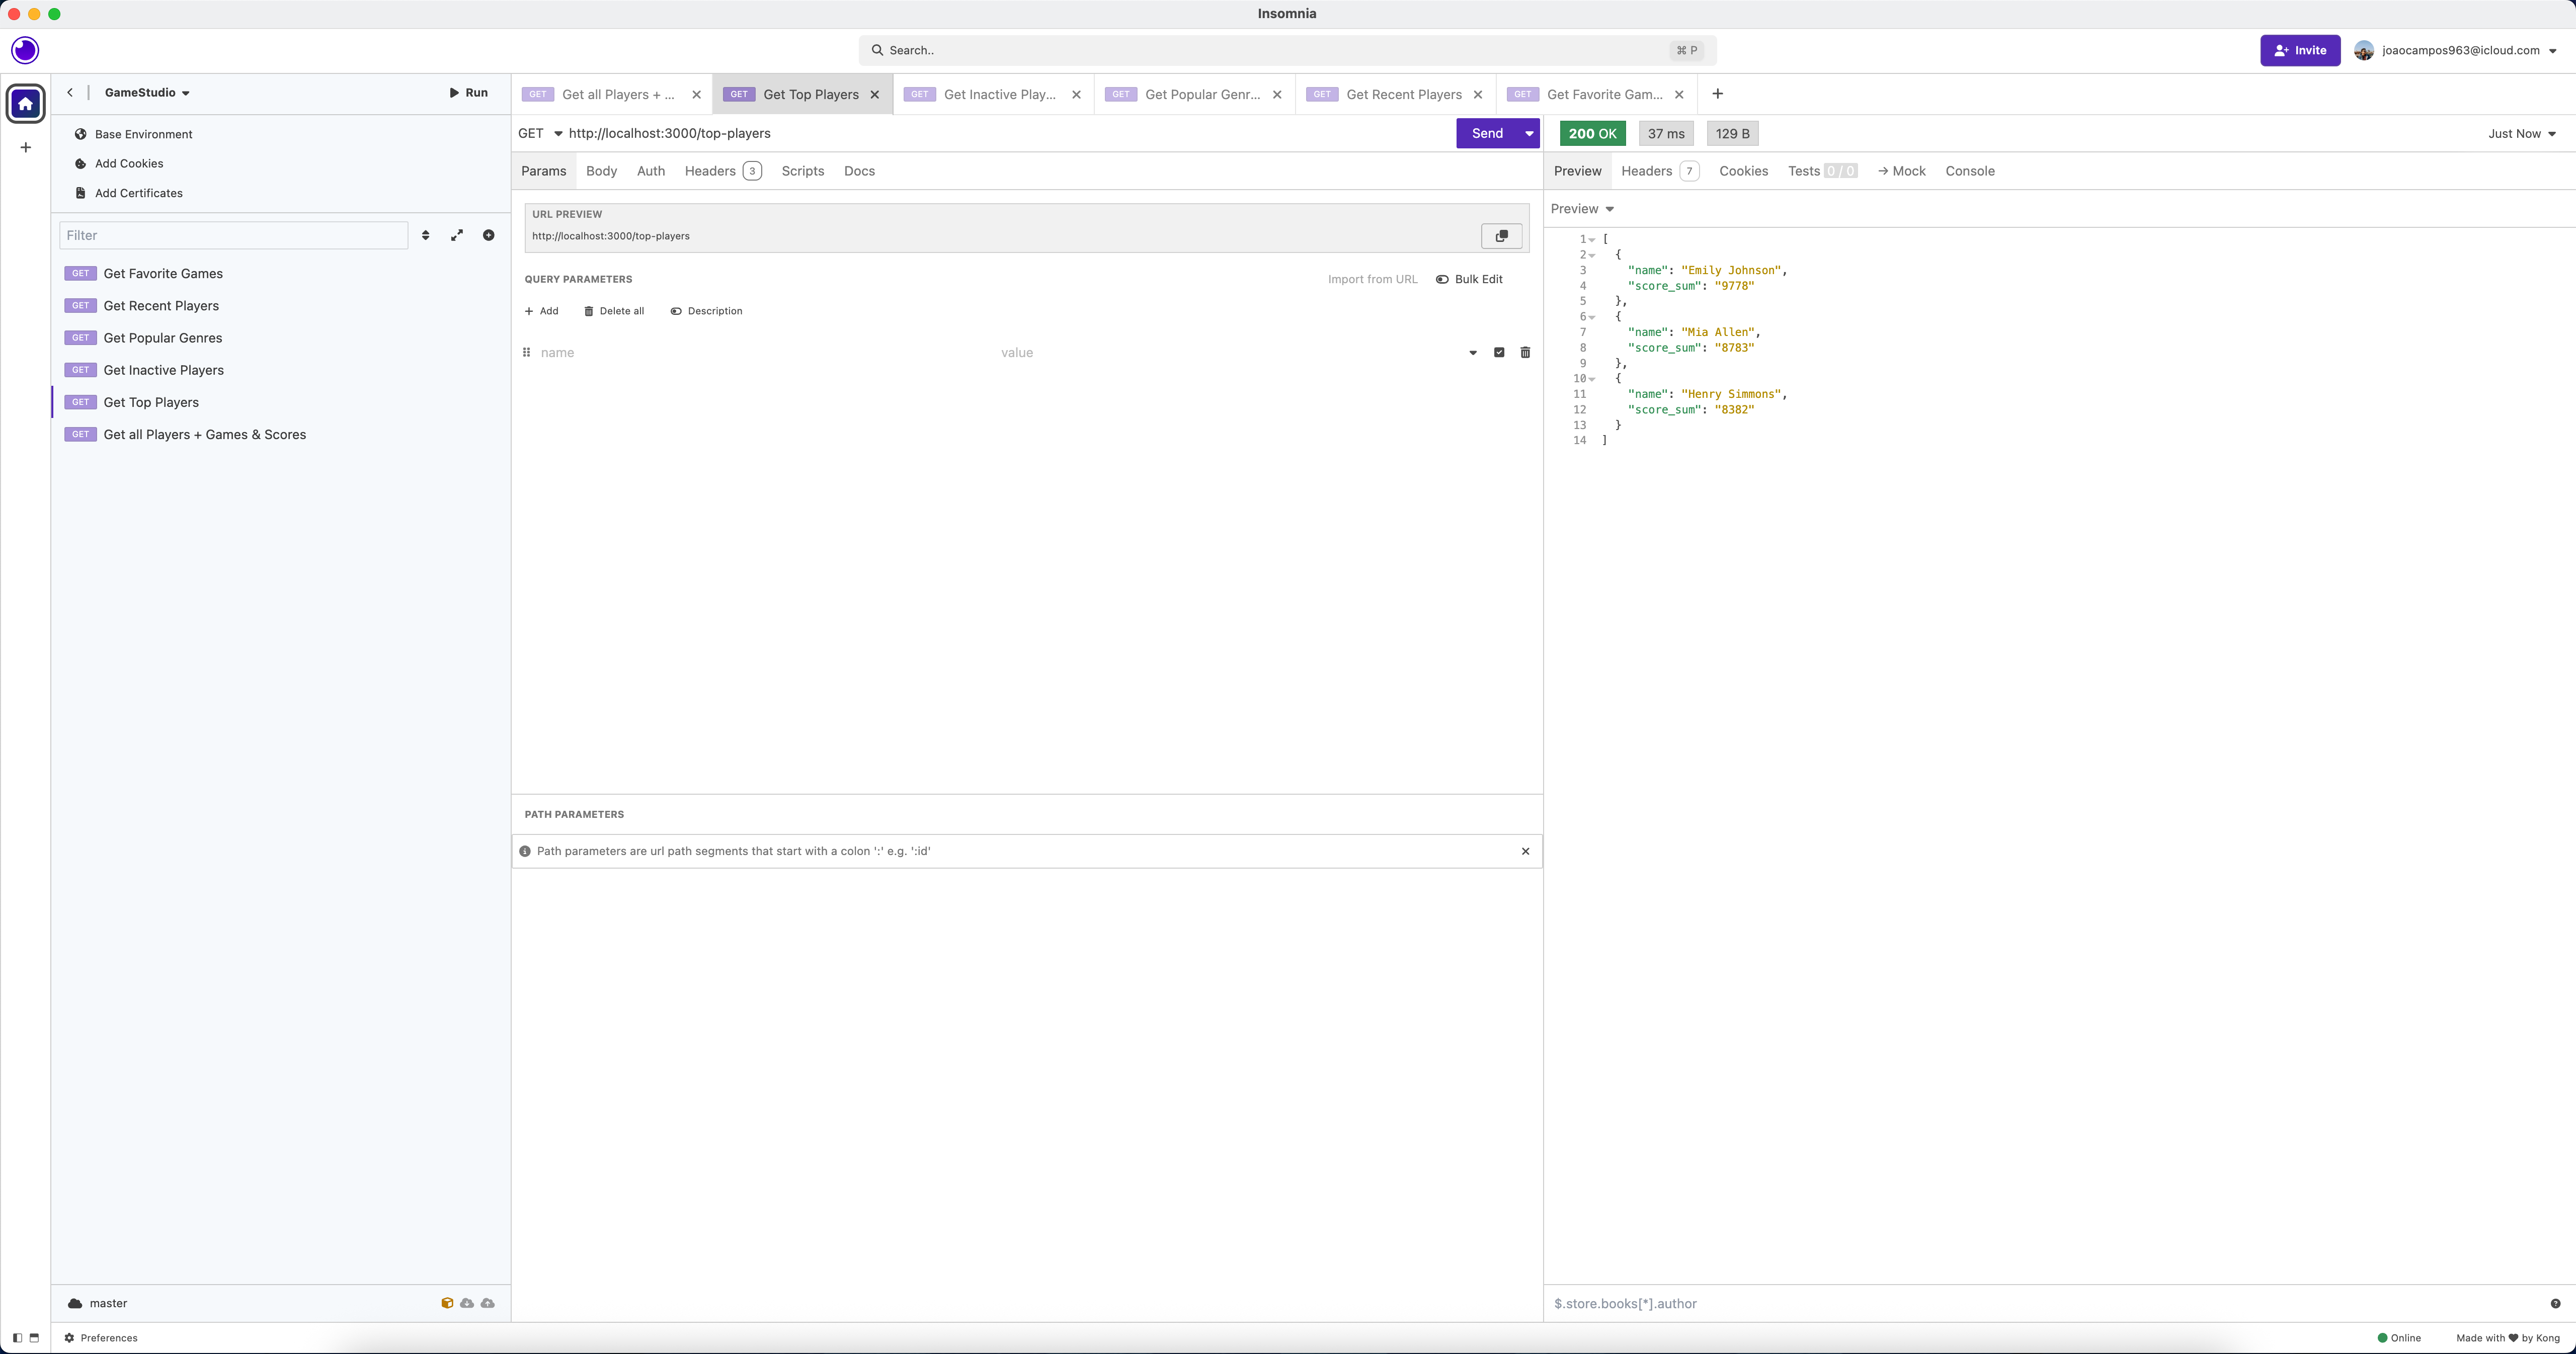 Insomnia
Search..
⌘ P
Invite
joaocampos963@icloud.com
GameStudio
Run
Base Environment
Add Cookies
Add Certificates
Filter
GET Get Favorite Games
GET Get Recent Players
GET Get Popular Genres
GET Get Inactive Players
GET Get Top Players
GET Get all Players + Games & Scores
master
Preferences
GET Get all Players + ...
GET Get Top Players
GET Get Inactive Play...
GET Get Popular Genr...
GET Get Recent Players
GET Get Favorite Gam...
GET http://localhost:3000/top-players
Send
Params Body Auth Headers 3 Scripts Docs
URL PREVIEW
http://localhost:3000/top-players
QUERY PARAMETERS
Import from URL Bulk Edit
Add Delete all Description
name value
PATH PARAMETERS
Path parameters are url path segments that start with a colon ':' e.g. ':id'
200 OK 37 ms 129 B
Just Now
Preview Headers 7 Cookies Tests 0 / 0 → Mock Console
Preview
1 [
2 {
3 "name": "Emily Johnson",
4 "score_sum": "9778"
5 },
6 {
7 "name": "Mia Allen",
8 "score_sum": "8783"
9 },
10 {
11 "name": "Henry Simmons",
12 "score_sum": "8382"
13 }
14 ]
$.store.books[*].author
Online
Made with ♥ by Kong